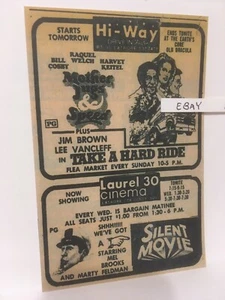 STARTS
TOMORROW
Hi-Way
ENDS TONITE
AT THE EARTH'S
CORE
OLD DRACULA
BILL
COSBY
RAQUEL
WELCH
HARVEY
KEITEL
Mother
Jugs
&
Speed
PG
EBAY
PLUS
JIM BROWN
LEE VANCLEEF IN
TAKE A HARD RIDE
FLEA MARKET EVERY SUNDAY 10-5 P.M.
NOW
SHOWING
Laurel 30
cinema
EVERY WED. IS BARGAIN MATINEE
ALL SEATS JUST $1.00 FROM 1:30-6 P.M.
PG
SHHHHH!
WE'VE GOT
A
STARRING
MEL
BROOKS
AND MARTY FELDMAN
SILENT
MOVIE